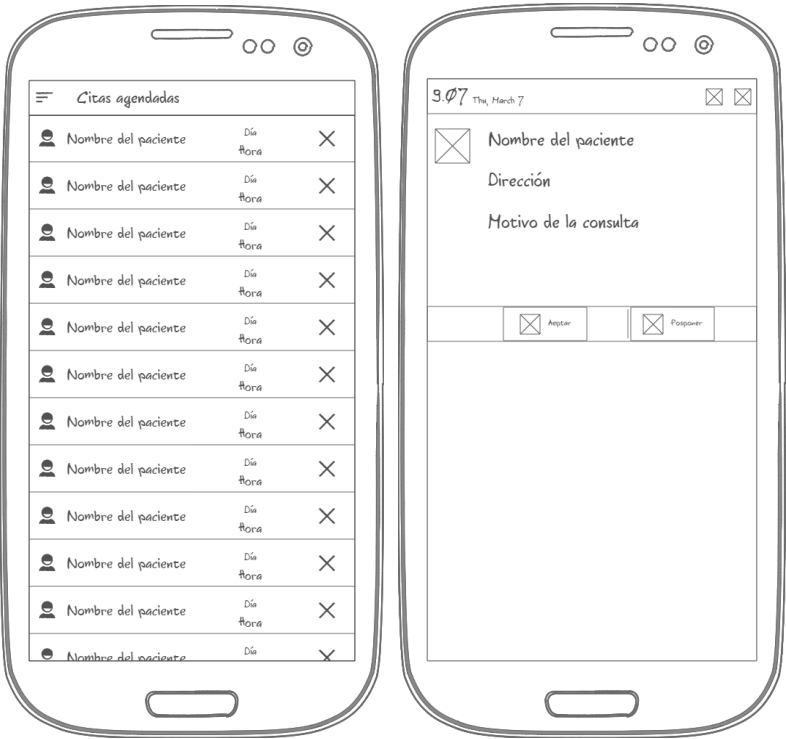 Citas agendadas
Nombre del paciente
Día
Hora
Nombre del paciente
Día
Hora
Nombre del paciente
Día
Hora
Nombre del paciente
Día
Hora
Nombre del paciente
Día
Hora
Nombre del paciente
Día
Hora
Nombre del paciente
Día
Hora
Nombre del paciente
Día
Hora
Nombre del paciente
Día
Hora
Nombre del paciente
Día
Hora
Nombre del paciente
Día
Hora
Nombre del paciente
Día
9:07 Thu, March 7
Nombre del paciente
Dirección
Motivo de la consulta
Aeptar
Posponer